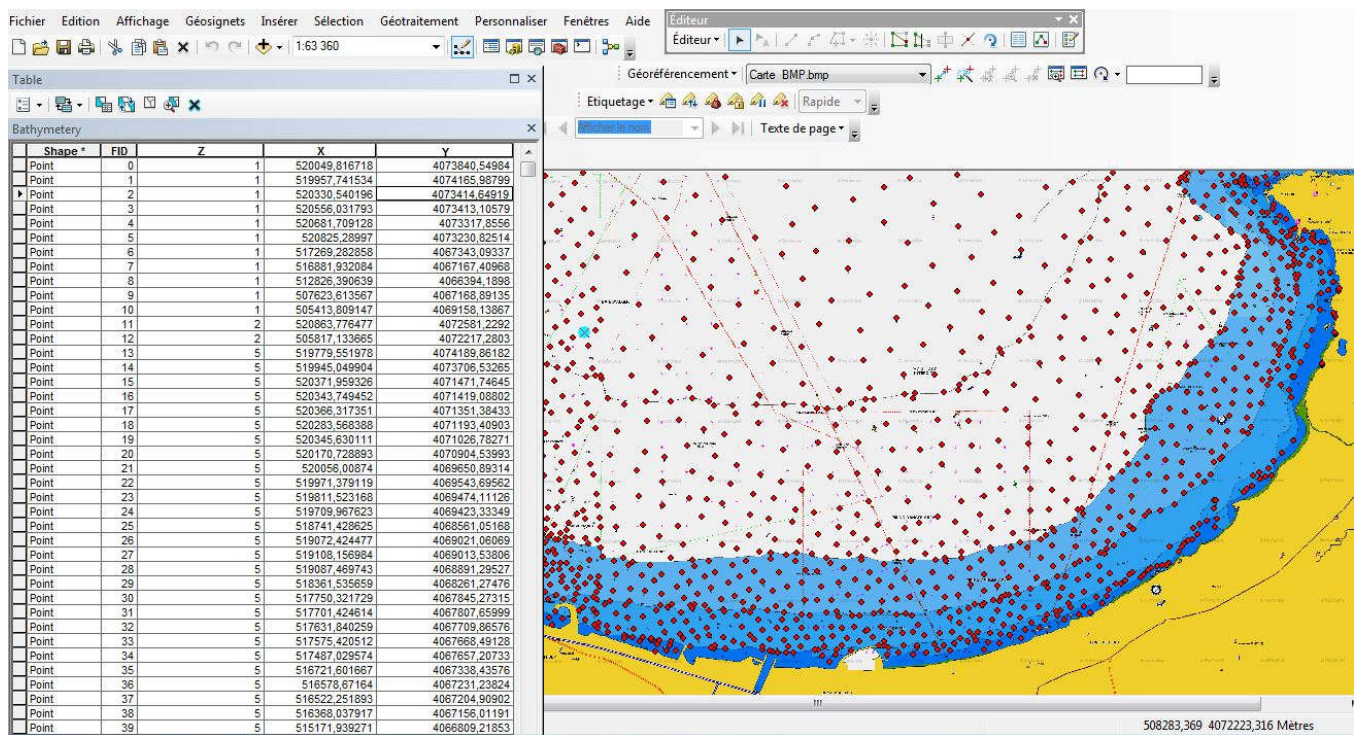 Fichier Edition Affichage Géosignets Insérer Sélection Géotraitement Personnaliser Fenêtres Aide
Éditeur
1:63 360
Éditeur
Table
Géoréférencement Carte_BMP.bmp
Etiquetage Rapide
Bathymetery
Afficher le nom Texte de page
Shape * FID Z X Y
Point 0 1 520049,816718 4073840,54984
Point 1 1 519957,741534 4074165,98799
Point 2 1 520330,540196 4073414,64919
Point 3 1 520556,031793 4073413,10579
Point 4 1 520681,709128 4073317,8556
Point 5 1 520825,28997 4073230,82514
Point 6 1 517269,282858 4067343,09337
Point 7 1 516881,932084 4067167,40968
Point 8 1 512826,390639 4066394,1898
Point 9 1 507623,613567 4067168,89135
Point 10 1 505413,809147 4069158,13867
Point 11 2 520863,776477 4072581,2292
Point 12 2 505817,133665 4072217,2803
Point 13 5 519779,551978 4074189,86182
Point 14 5 519945,049904 4073706,53265
Point 15 5 520371,959326 4071471,74645
Point 16 5 520343,749452 4071419,08802
Point 17 5 520366,317351 4071351,38433
Point 18 5 520283,568388 4071193,40903
Point 19 5 520345,630111 4071026,78271
Point 20 5 520170,728893 4070904,53993
Point 21 5 520056,00874 4069650,89314
Point 22 5 519971,379119 4069543,69562
Point 23 5 519811,523168 4069474,11126
Point 24 5 519709,967623 4069423,33349
Point 25 5 518741,428625 4068561,05168
Point 26 5 519072,424477 4069021,06069
Point 27 5 519108,156984 4069013,53806
Point 28 5 519087,469743 4068891,29527
Point 29 5 518361,535659 4068261,27476
Point 30 5 517750,321729 4067845,27315
Point 31 5 517701,424614 4067807,65999
Point 32 5 517631,840259 4067709,86576
Point 33 5 517575,420512 4067668,49128
Point 34 5 517487,029574 4067657,20733
Point 35 5 516721,601667 4067338,43576
Point 36 5 516578,67164 4067231,23824
Point 37 5 516522,251893 4067204,90902
Point 38 5 516368,037917 4067156,01191
Point 39 5 515171,939271 4066809,21853
508283,369 4072223,316 Mètres